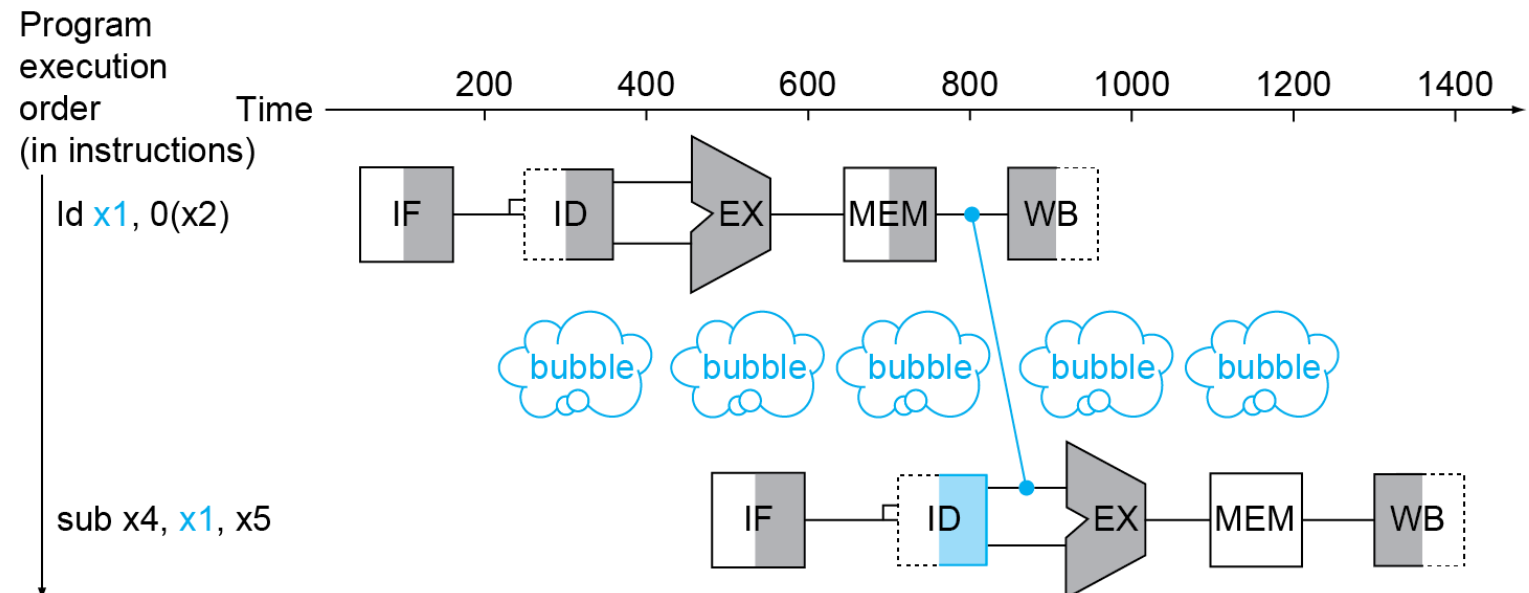 Program
execution
order
(in instructions)
Time
200 400 600 800 1000 1200 1400
ld x1, 0(x2)
IF ID EX MEM WB
bubble bubble bubble bubble bubble
sub x4, x1, x5
IF ID EX MEM WB